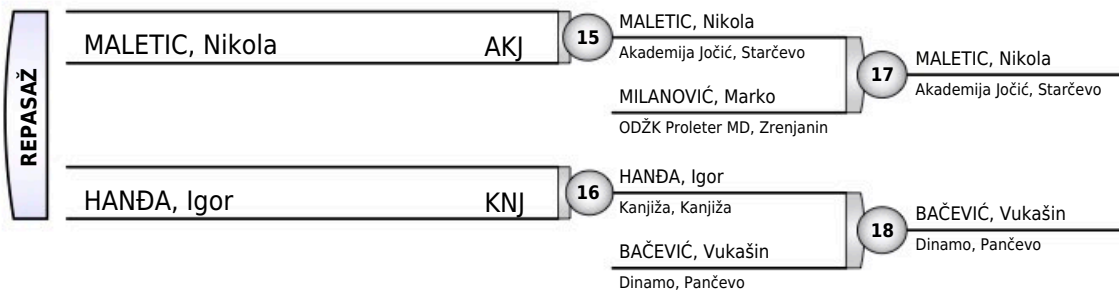 REPASAŽ
MALETIC, Nikola AKJ
15
MALETIC, Nikola
Akademija Jočić, Starčevo
MILANOVIĆ, Marko
ODŽK Proleter MD, Zrenjanin
17
MALETIC, Nikola
Akademija Jočić, Starčevo
HANĐA, Igor KNJ
16
HANĐA, Igor
Kanjiža, Kanjiža
BAČEVIĆ, Vukašin
Dinamo, Pančevo
18
BAČEVIĆ, Vukašin
Dinamo, Pančevo